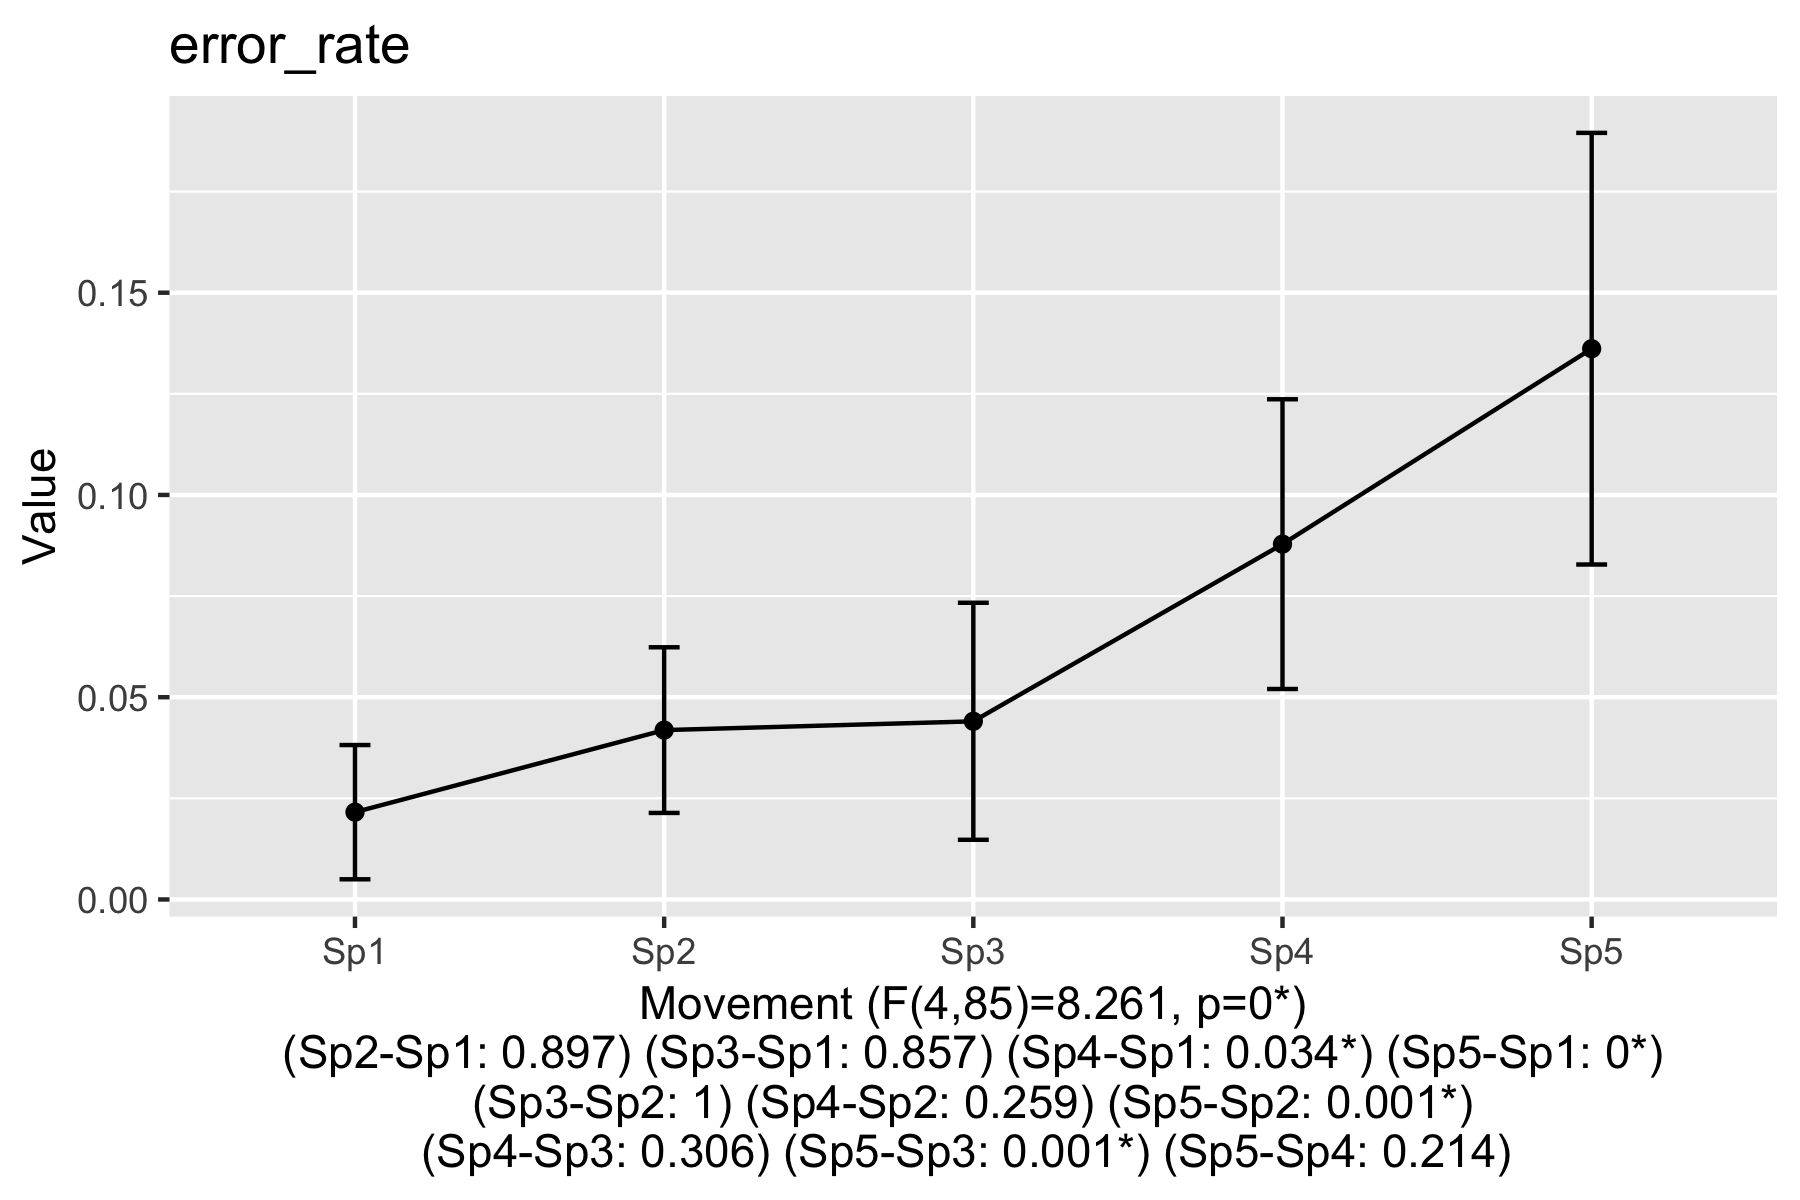 error_rate
Value
0.15
0.10
0.05
0.00
Sp1 Sp2 Sp3 Sp4 Sp5
Movement (F(4,85)=8.261, p=0*)
(Sp2-Sp1: 0.897) (Sp3-Sp1: 0.857) (Sp4-Sp1: 0.034*) (Sp5-Sp1: 0*)
(Sp3-Sp2: 1) (Sp4-Sp2: 0.259) (Sp5-Sp2: 0.001*)
(Sp4-Sp3: 0.306) (Sp5-Sp3: 0.001*) (Sp5-Sp4: 0.214)